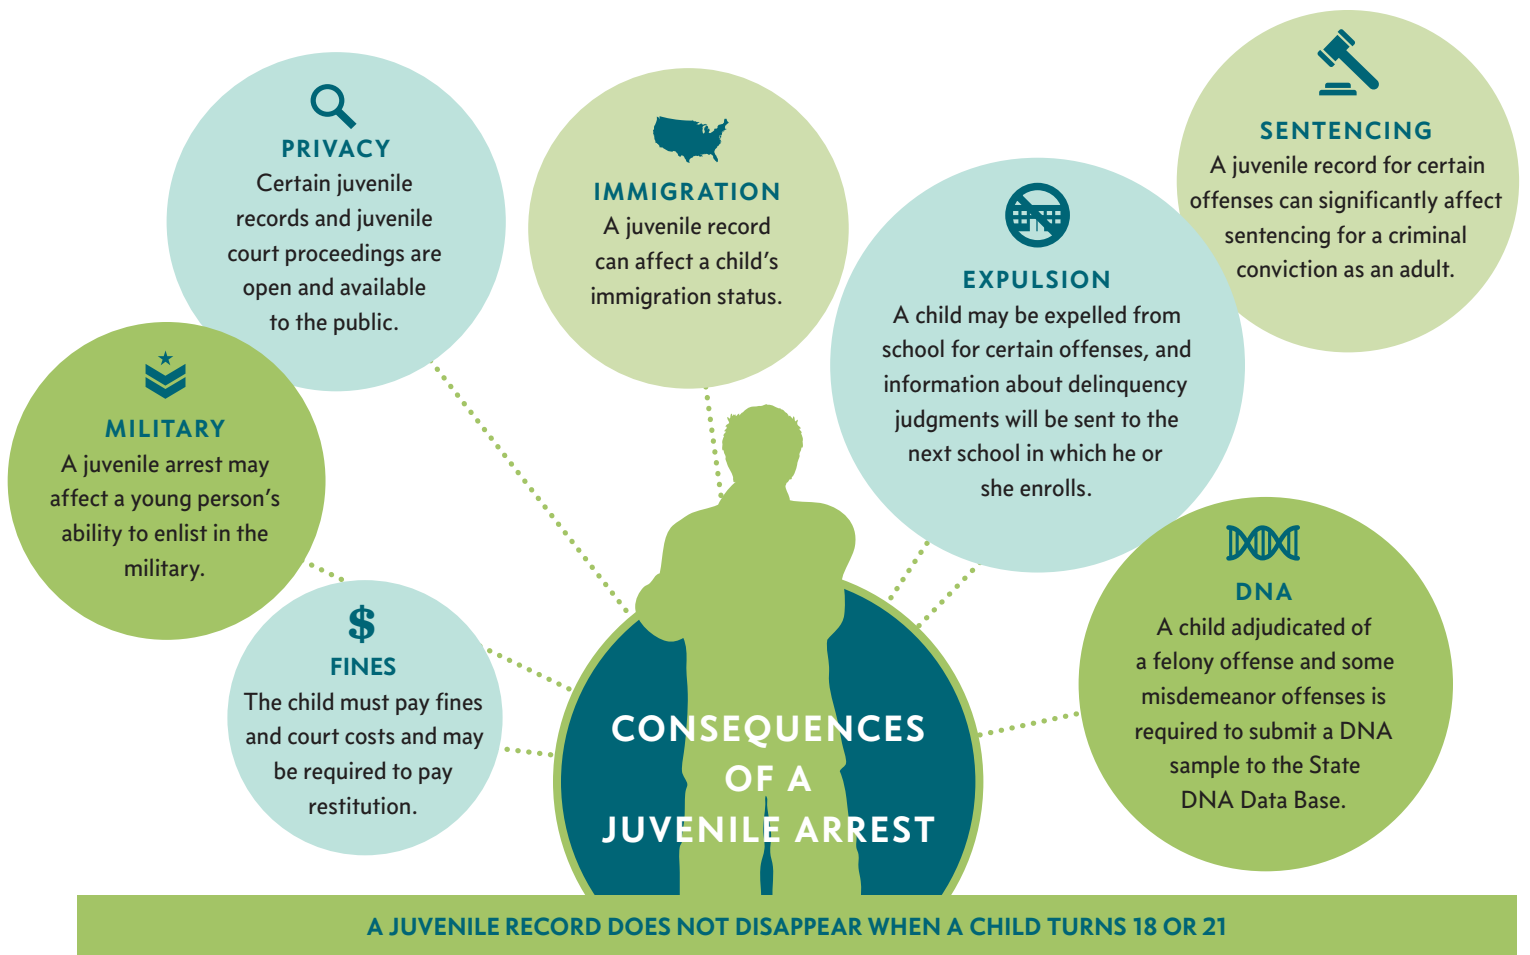 PRIVACY
Certain juvenile
records and juvenile
court proceedings are
open and available
to the public.
IMMIGRATION
A juvenile record
can affect a child's
immigration status.
SENTENCING
A juvenile record for certain
offenses can significantly affect
sentencing for a criminal
conviction as an adult.
EXPULSION
A child may be expelled from
school for certain offenses, and
information about delinquency
judgments will be sent to the
next school in which he or
she enrolls.
MILITARY
A juvenile arrest may
affect a young person's
ability to enlist in the
military.
$
FINES
The child must pay fines
and court costs and may
be required to pay
restitution.
DNA
A child adjudicated of
a felony offense and some
misdemeanor offenses is
required to submit a DNA
sample to the State
DNA Data Base.
CONSEQUENCES
OF A
JUVENILE ARREST
A JUVENILE RECORD DOES NOT DISAPPEAR WHEN A CHILD TURNS 18 OR 21